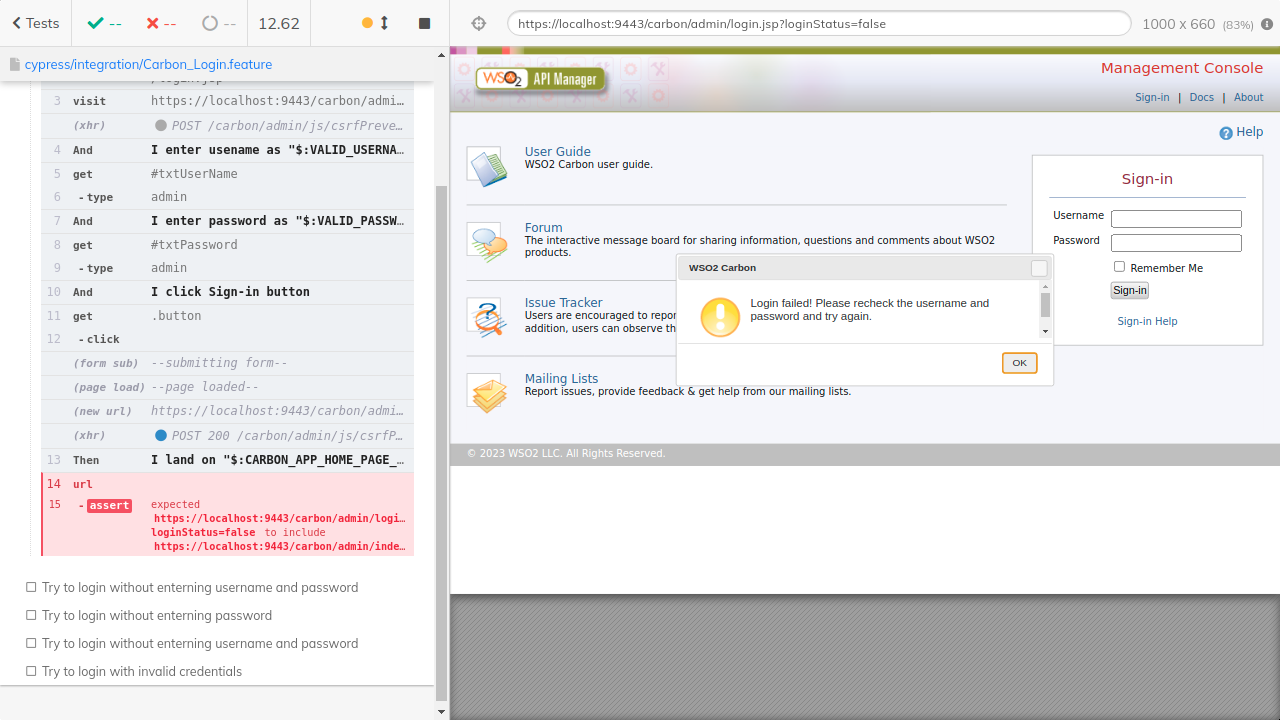 Tests
--
--
--
12.62
https://localhost:9443/carbon/admin/login.jsp?loginStatus=false
1000 x 660 (83%)
cypress/integration/Carbon_Login.feature
3 visit https://localhost:9443/carbon/admi…
(xhr) POST /carbon/admin/js/csrfPreve…
4 And I enter usename as "$:VALID_USERNA…
5 get #txtUserName
6 - type admin
7 And I enter password as "$:VALID_PASSW…
8 get #txtPassword
9 - type admin
10 And I click Sign-in button
11 get .button
12 - click
(form sub) --submitting form--
(page load) --page loaded--
(new url) https://localhost:9443/carbon/admi…
(xhr) POST 200 /carbon/admin/js/csrfP…
13 Then I land on "$:CARBON_APP_HOME_PAGE_…
14 url
15 - assert expected
https://localhost:9443/carbon/admin/logi…
loginStatus=false to include
https://localhost:9443/carbon/admin/inde…
Try to login without enterning username and password
Try to login without enterning password
Try to login without enterning username and password
Try to login with invalid credentials
WSO2 API Manager
Management Console
Sign-in | Docs | About
Help
User Guide
WSO2 Carbon user guide.
Forum
The interactive message board for sharing information, questions and comments about WSO2
products.
Issue Tracker
Users are encouraged to repor
addition, users can observe th
Mailing Lists
Report issues, provide feedback & get help from our mailing lists.
Sign-in
Username
Password
Remember Me
Sign-in
Sign-in Help
WSO2 Carbon
Login failed! Please recheck the username and
password and try again.
OK
© 2023 WSO2 LLC. All Rights Reserved.